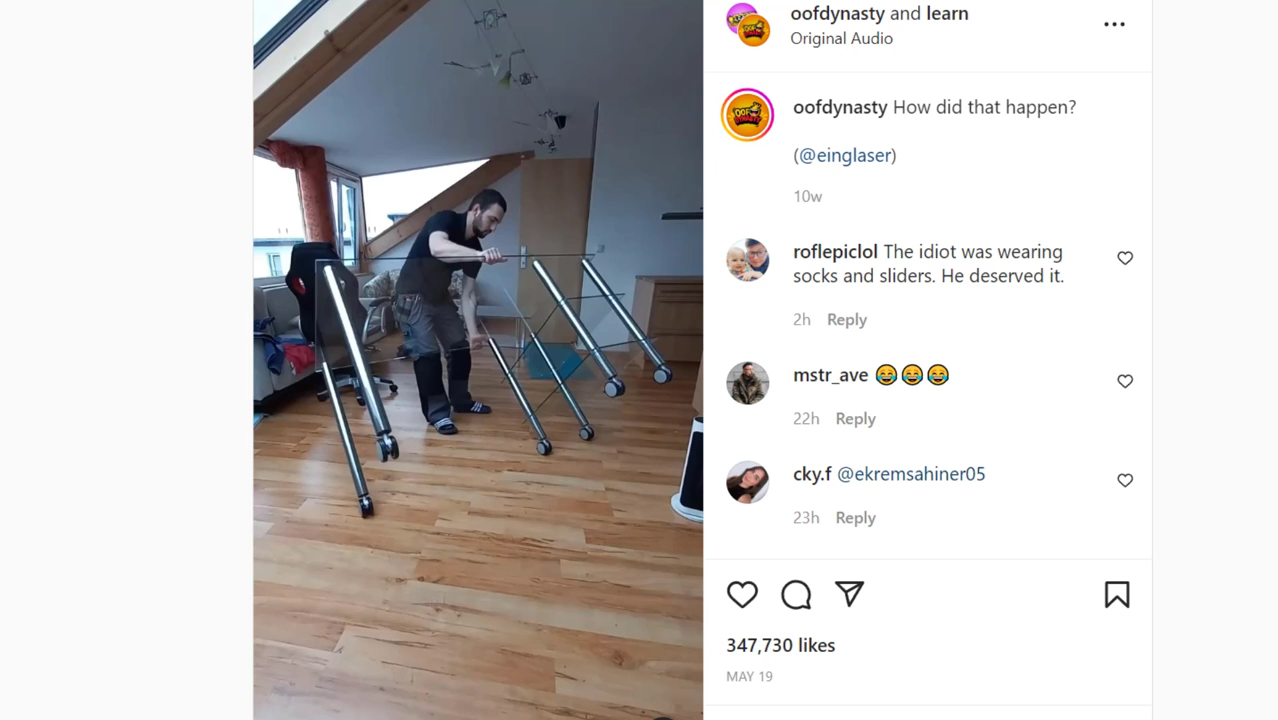 oofdynasty and learn
Original Audio
oofdynasty How did that happen?
(@einglaser)
10w
roflepiclol The idiot was wearing
socks and sliders. He deserved it.
2h Reply
mstr_ave 😂😂😂
22h Reply
cky.f @ekremsahiner05
23h Reply
347,730 likes
MAY 19